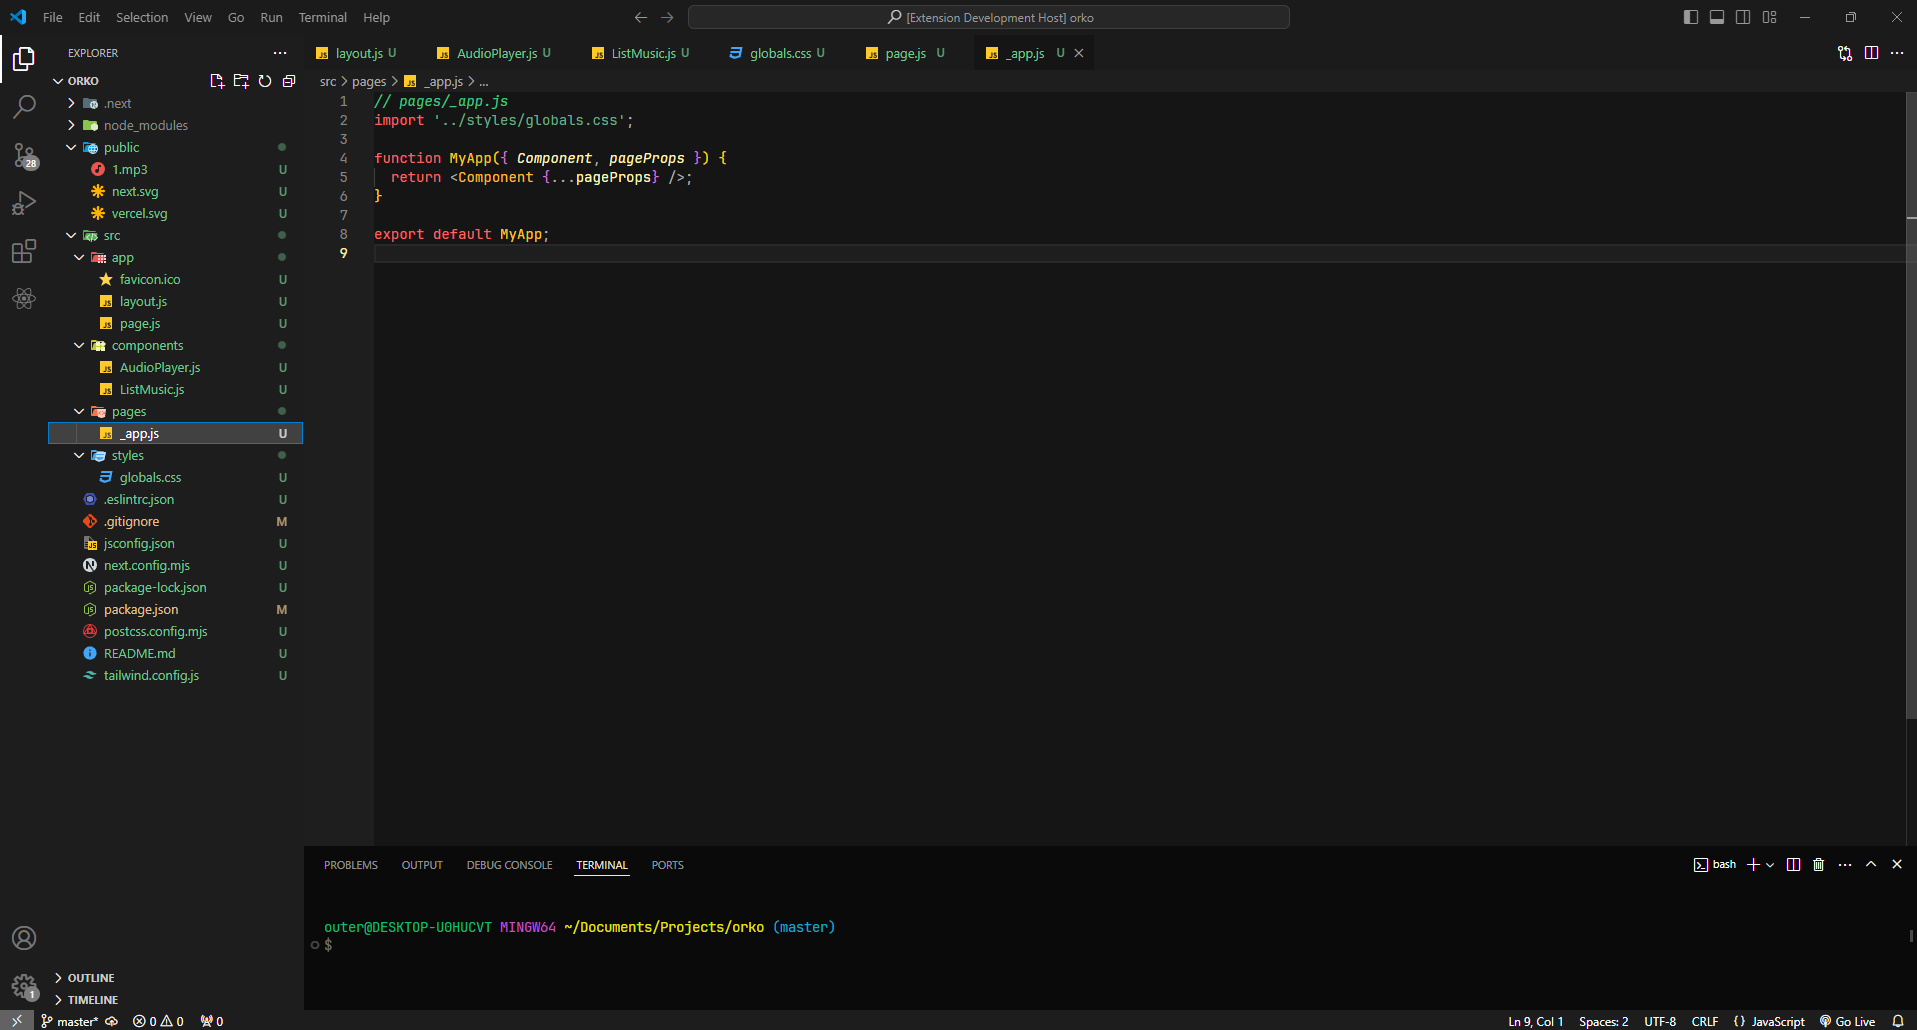 File Edit Selection View Go Run Terminal Help
[Extension Development Host] orko
EXPLORER
layout.js U
AudioPlayer.js U
ListMusic.js U
globals.css U
page.js U
_app.js U
ORKO
src > pages > _app.js > ...
.next
node_modules
public
1.mp3 U
next.svg U
vercel.svg U
src
app
favicon.ico U
layout.js U
page.js U
components
AudioPlayer.js U
ListMusic.js U
pages
_app.js U
styles
globals.css U
.eslintrc.json U
.gitignore M
jsconfig.json U
next.config.mjs U
package-lock.json U
package.json M
postcss.config.mjs U
README.md U
tailwind.config.js U
28
1 // pages/_app.js
2 import '../styles/globals.css';
3
4 function MyApp({ Component, pageProps }) {
5 return <Component {...pageProps} />;
6 }
7
8 export default MyApp;
9
PROBLEMS OUTPUT DEBUG CONSOLE TERMINAL PORTS
bash
outer@DESKTOP-U0HUCVT MINGW64 ~/Documents/Projects/orko (master)
$
OUTLINE
1
TIMELINE
master* 0 0 0
Ln 9, Col 1 Spaces: 2 UTF-8 CRLF {} JavaScript Go Live